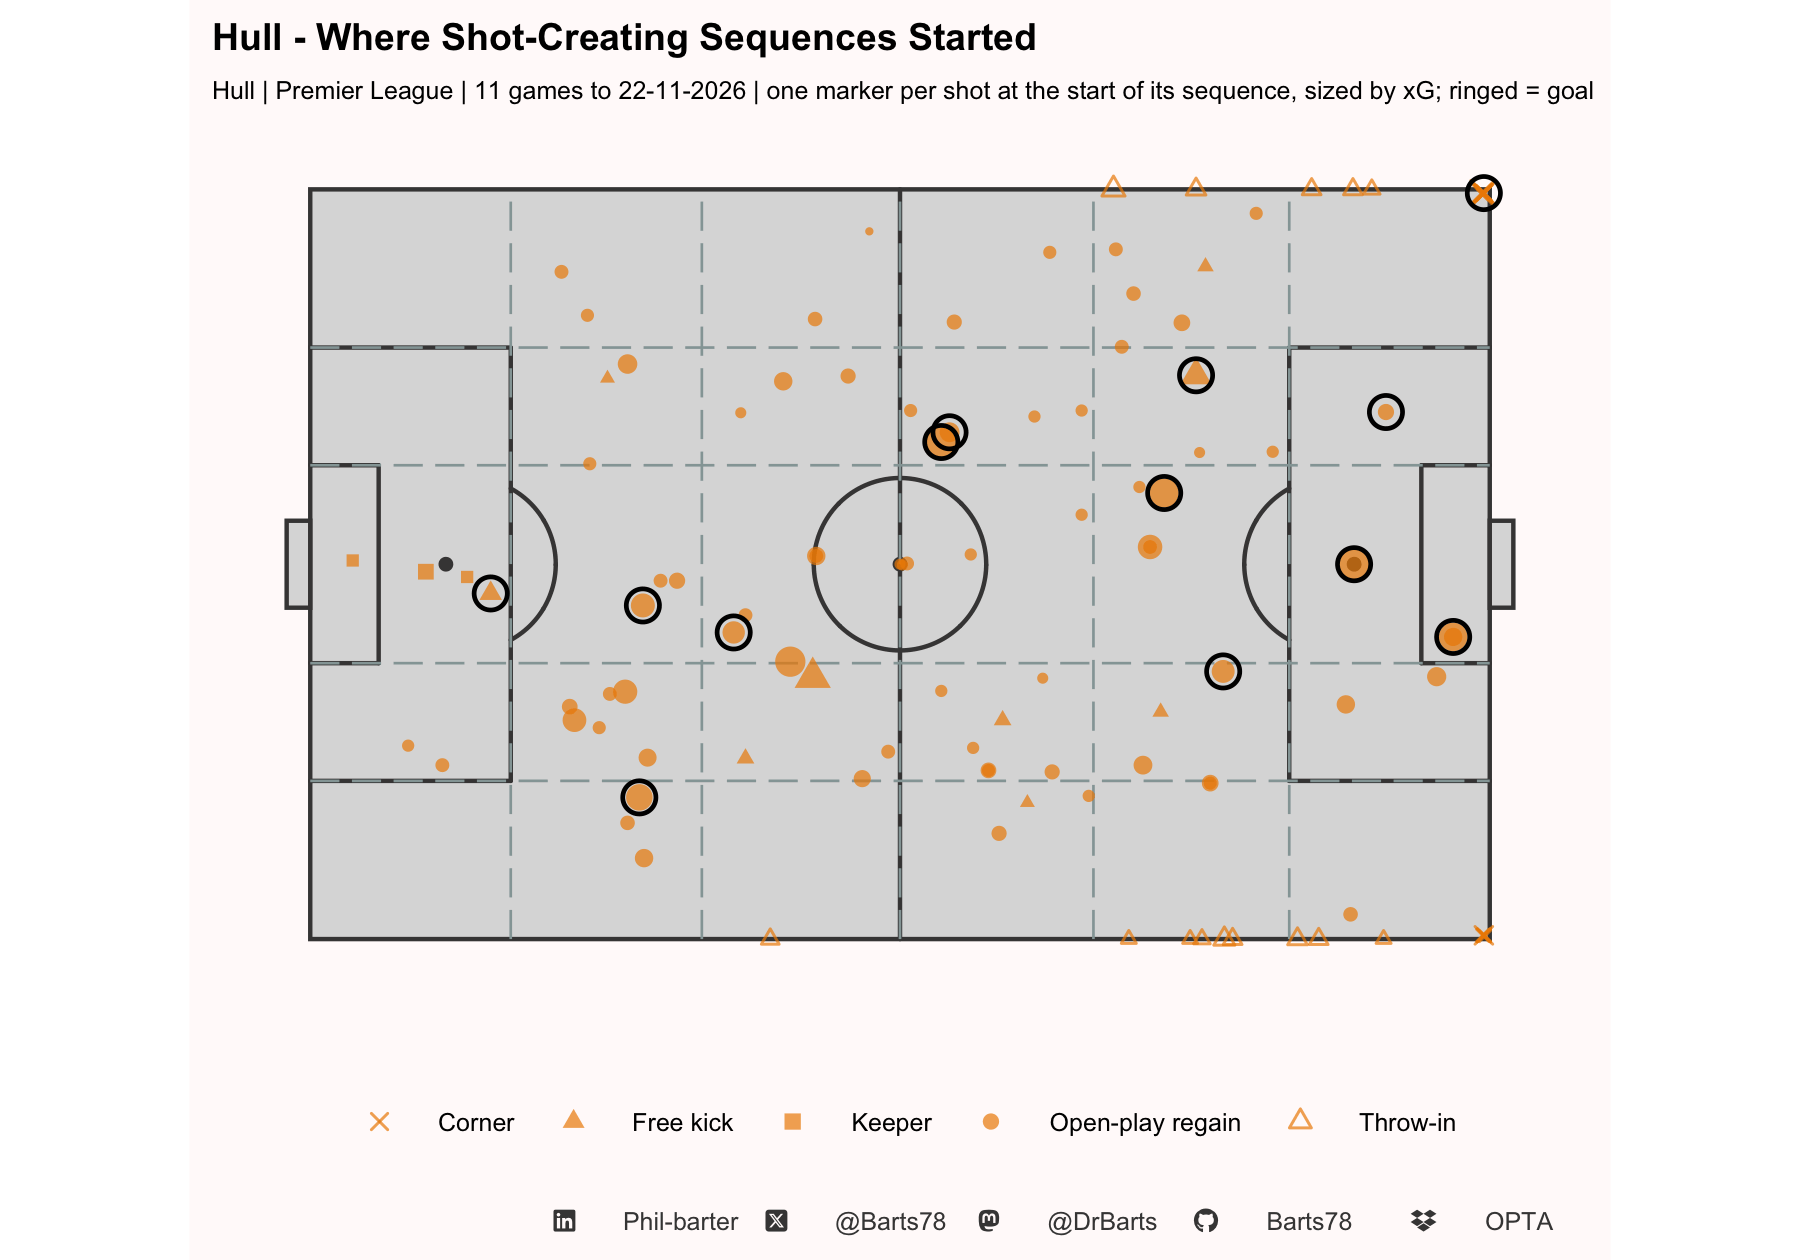 Hull - Where Shot-Creating Sequences Started
Hull | Premier League | 11 games to 22-11-2026 | one marker per shot at the start of its sequence, sized by xG; ringed = goal
Corner Free kick Keeper Open-play regain Throw-in
Phil-barter @Barts78 @DrBarts Barts78 OPTA